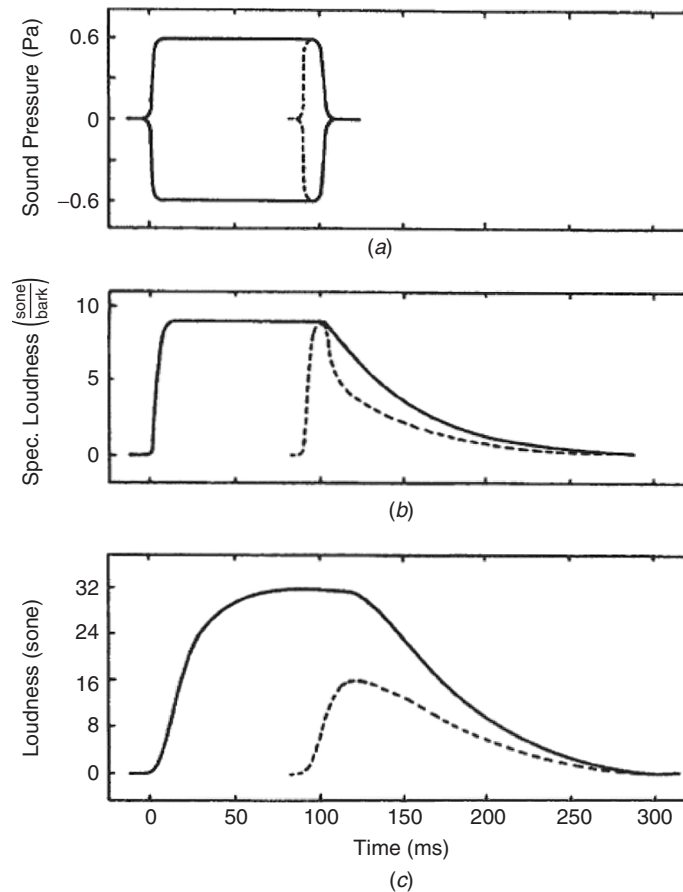 Sound Pressure (Pa)
0.6
0
−0.6
(a)
Spec. Loudness (sone/bark)
10
5
0
(b)
Loudness (sone)
32
24
16
8
0
0 50 100 150 200 250 300
Time (ms)
(c)